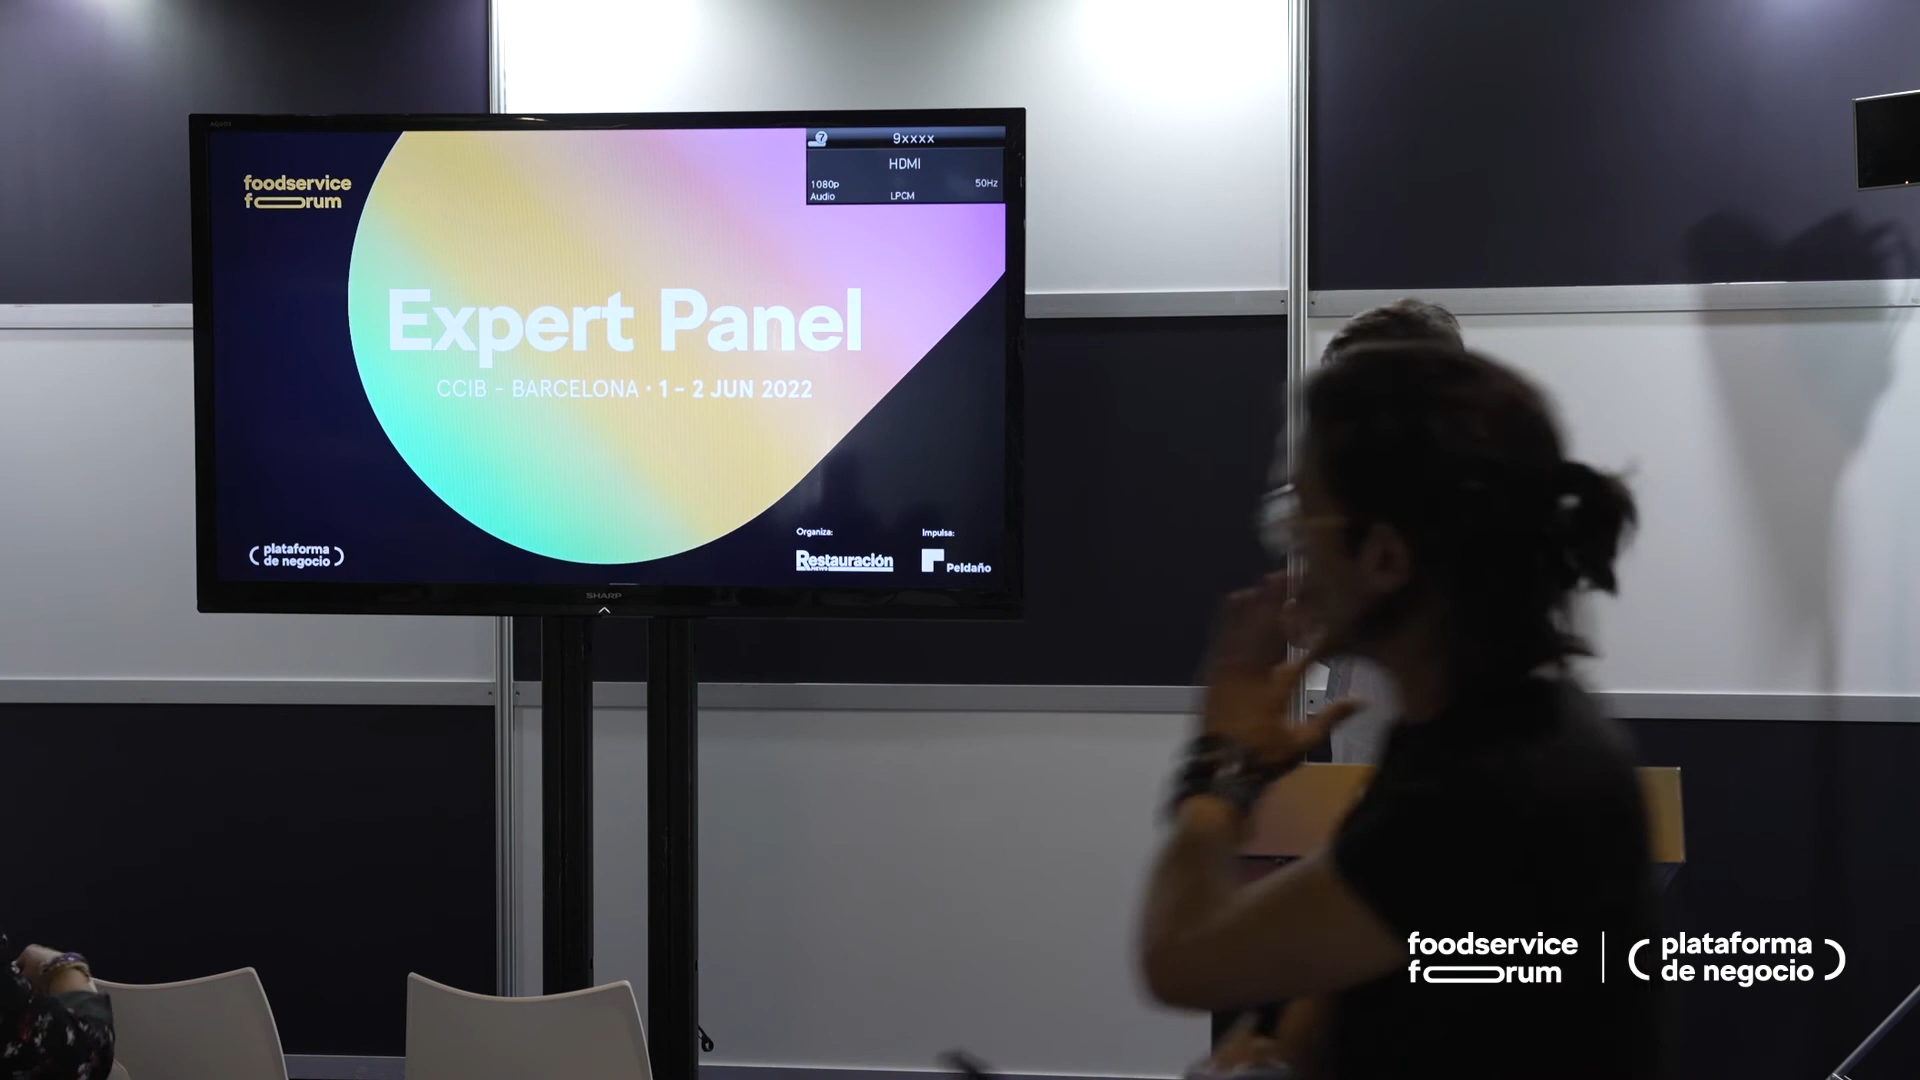 9xxxx
HDMI
1080p 50Hz
Audio LPCM
foodservice
forum
Expert Panel
CCIB - BARCELONA · 1 - 2 JUN 2022
plataforma
de negocio
Organiza:
Restauración
NEWS
Impulsa:
Peldaño
SHARP
foodservice
forum
plataforma
de negocio